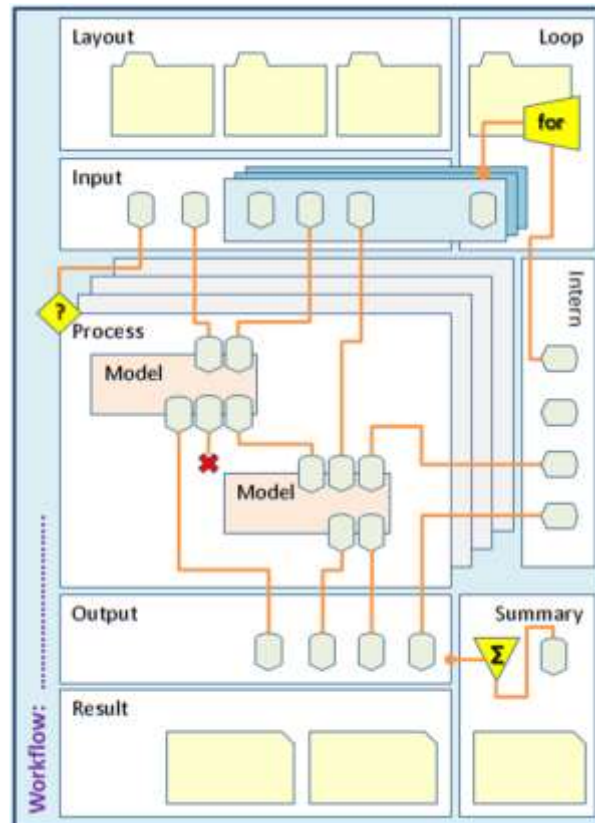 Layout
Loop
for
Input
Intern
?
Process
Model
Model
Output
Summary
Σ
Result
Workflow: ........................